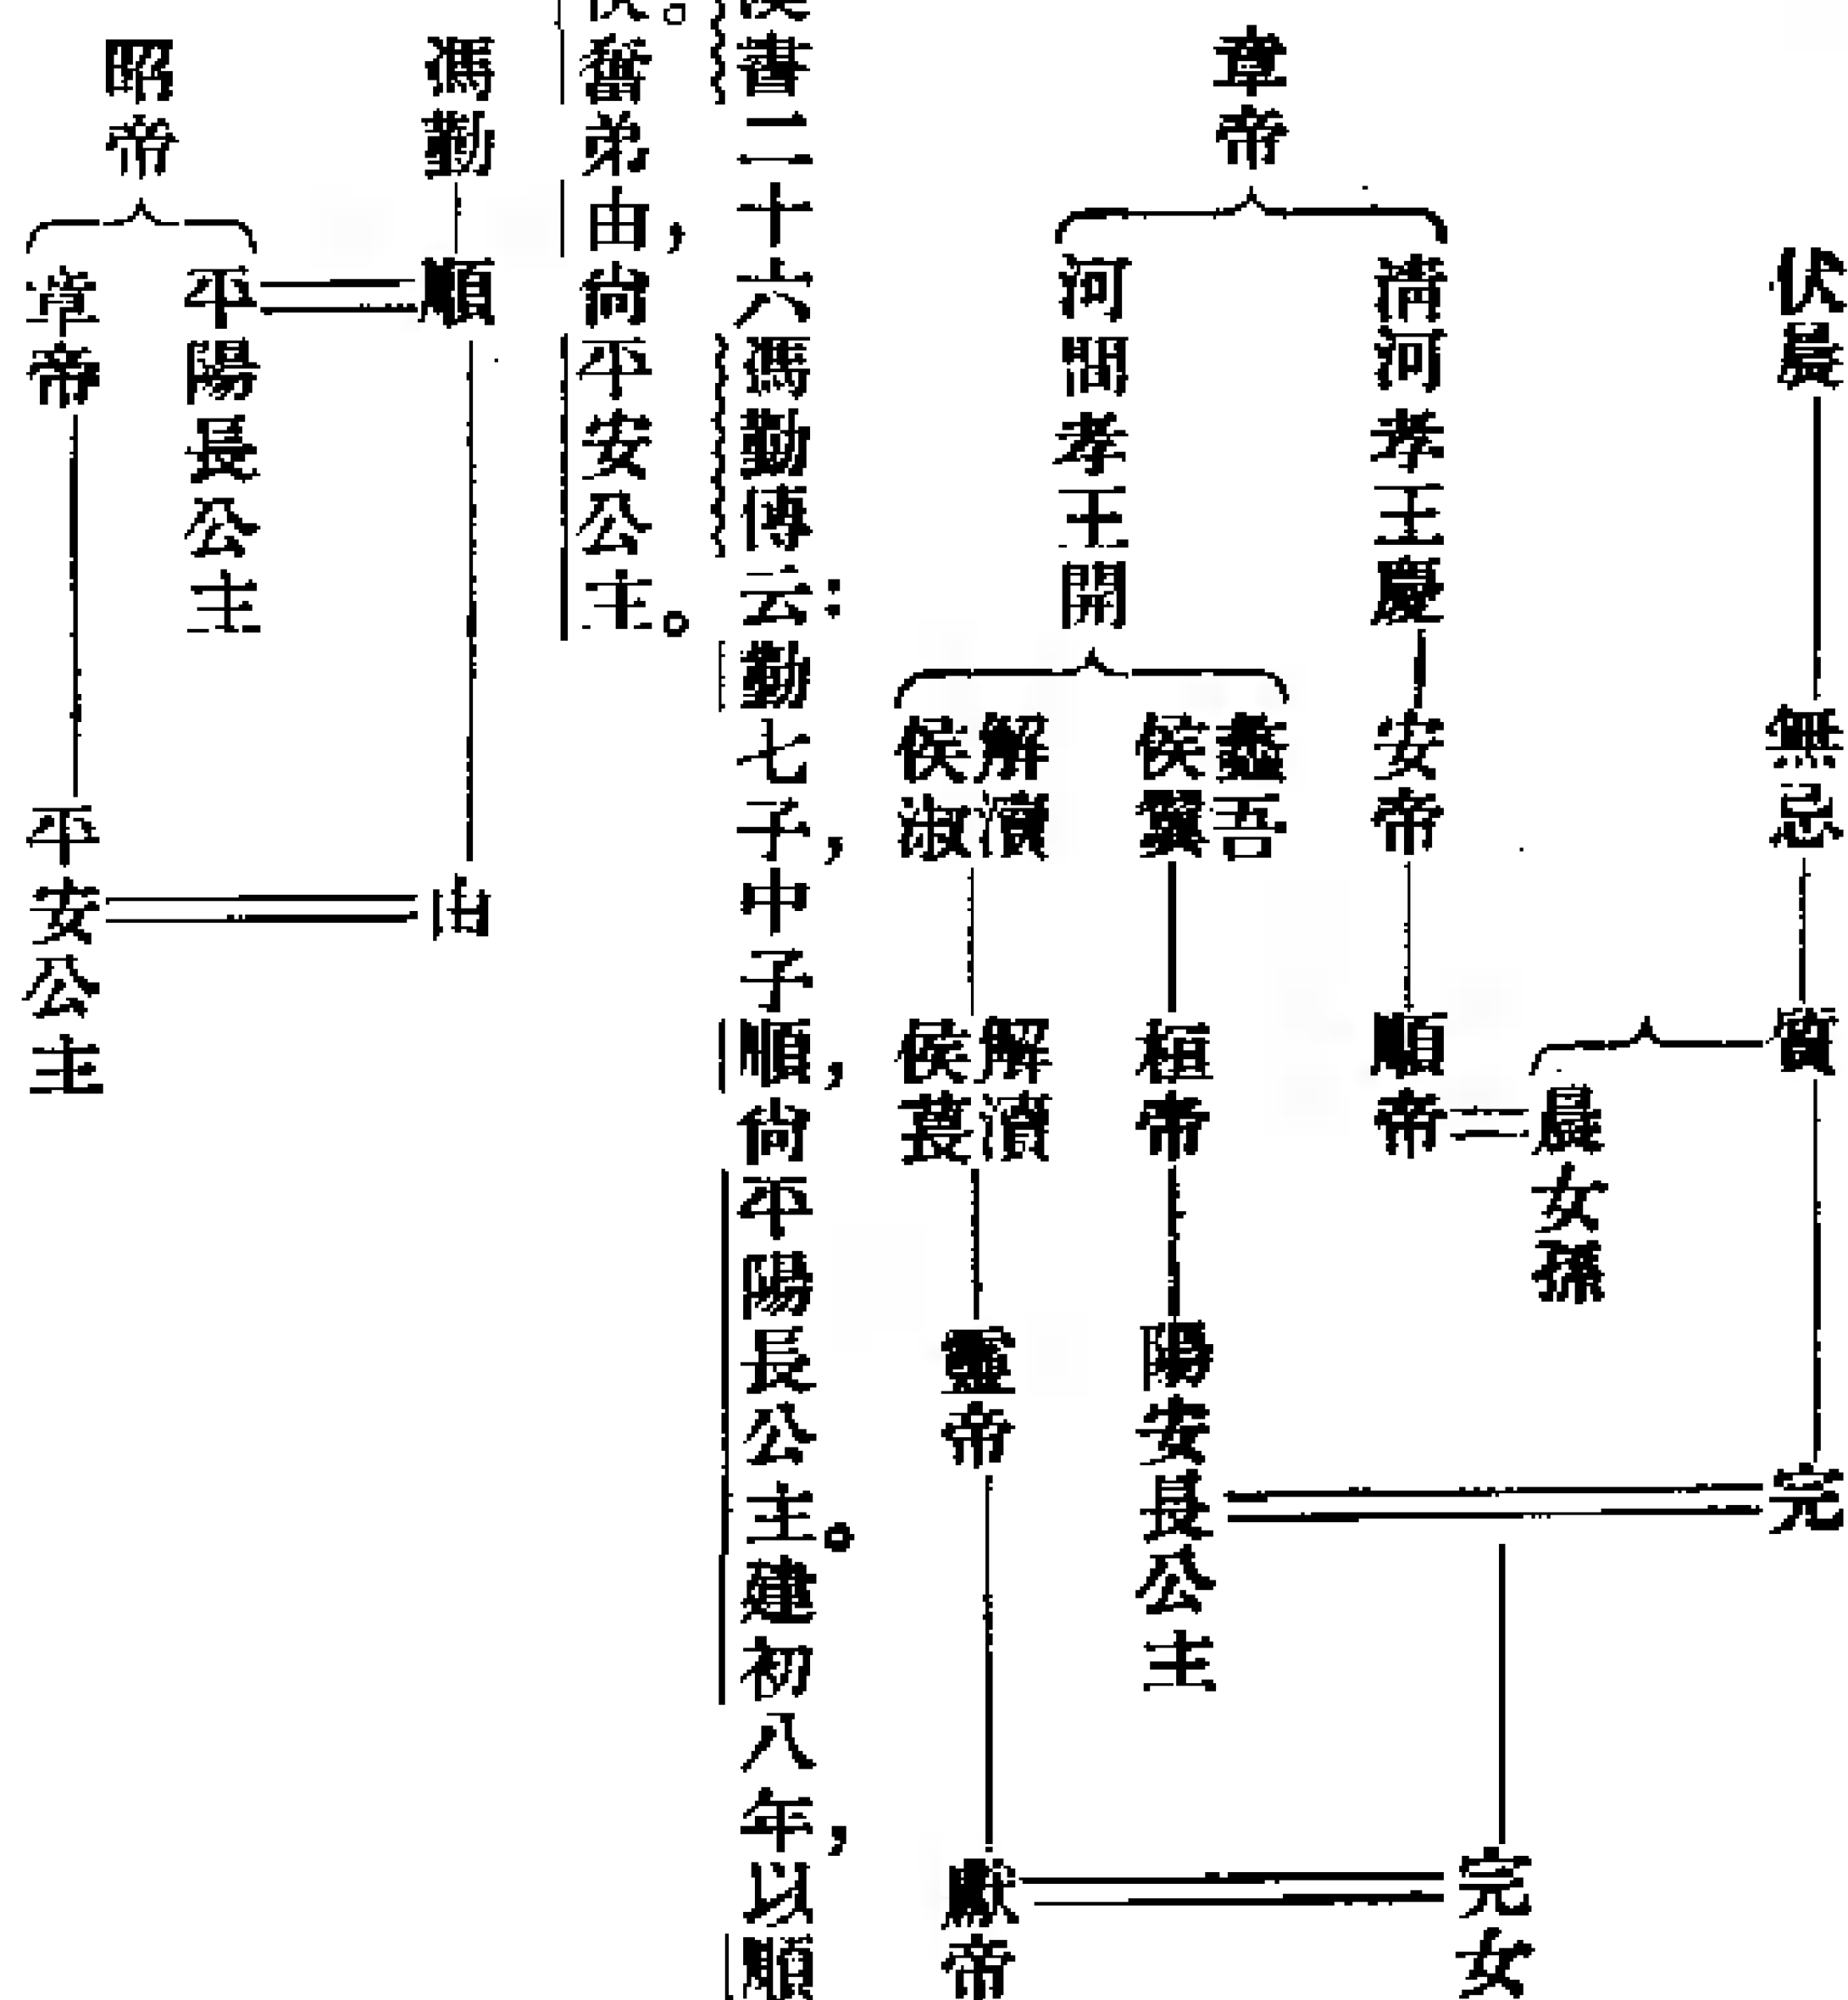 伏晨
無忌
質
晨女孫
完
完女
章帝
清河孝王慶
安帝
順帝
河間孝王開
蠡吾
侯翼
桓帝
陽安長公主
解瀆
侯淑
解瀆
侯萇
靈帝
獻帝
漢書二十六馮勤傳云:勤七子,中子順,尙平陽長公主。建初八年,以順
奮弟由,尙平安公主。
馮勤
順
由
昭帝
平陽長公主
章帝
平安公主